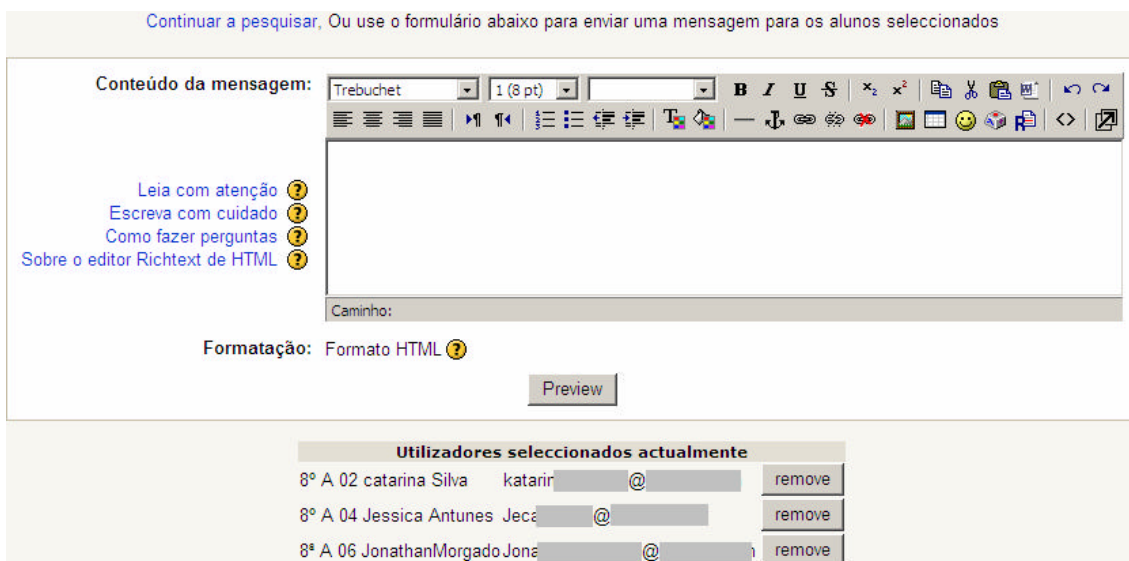 Continuar a pesquisar, Ou use o formulário abaixo para enviar uma mensagem para os alunos seleccionados
Conteúdo da mensagem:
Trebuchet 1 (8 pt) B I U S x₂ x²
Leia com atenção ?
Escreva com cuidado ?
Como fazer perguntas ?
Sobre o editor Richtext de HTML ?
Caminho:
Formatação: Formato HTML ?
Preview
Utilizadores seleccionados actualmente
8º A 02 catarina Silva katarin @ remove
8º A 04 Jessica Antunes Jeca @ remove
8ª A 06 JonathanMorgado Jona @ remove